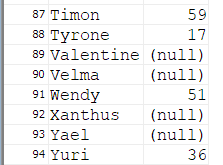 87 Timon 59
88 Tyrone 17
89 Valentine (null)
90 Velma (null)
91 Wendy 51
92 Xanthus (null)
93 Yael (null)
94 Yuri 36